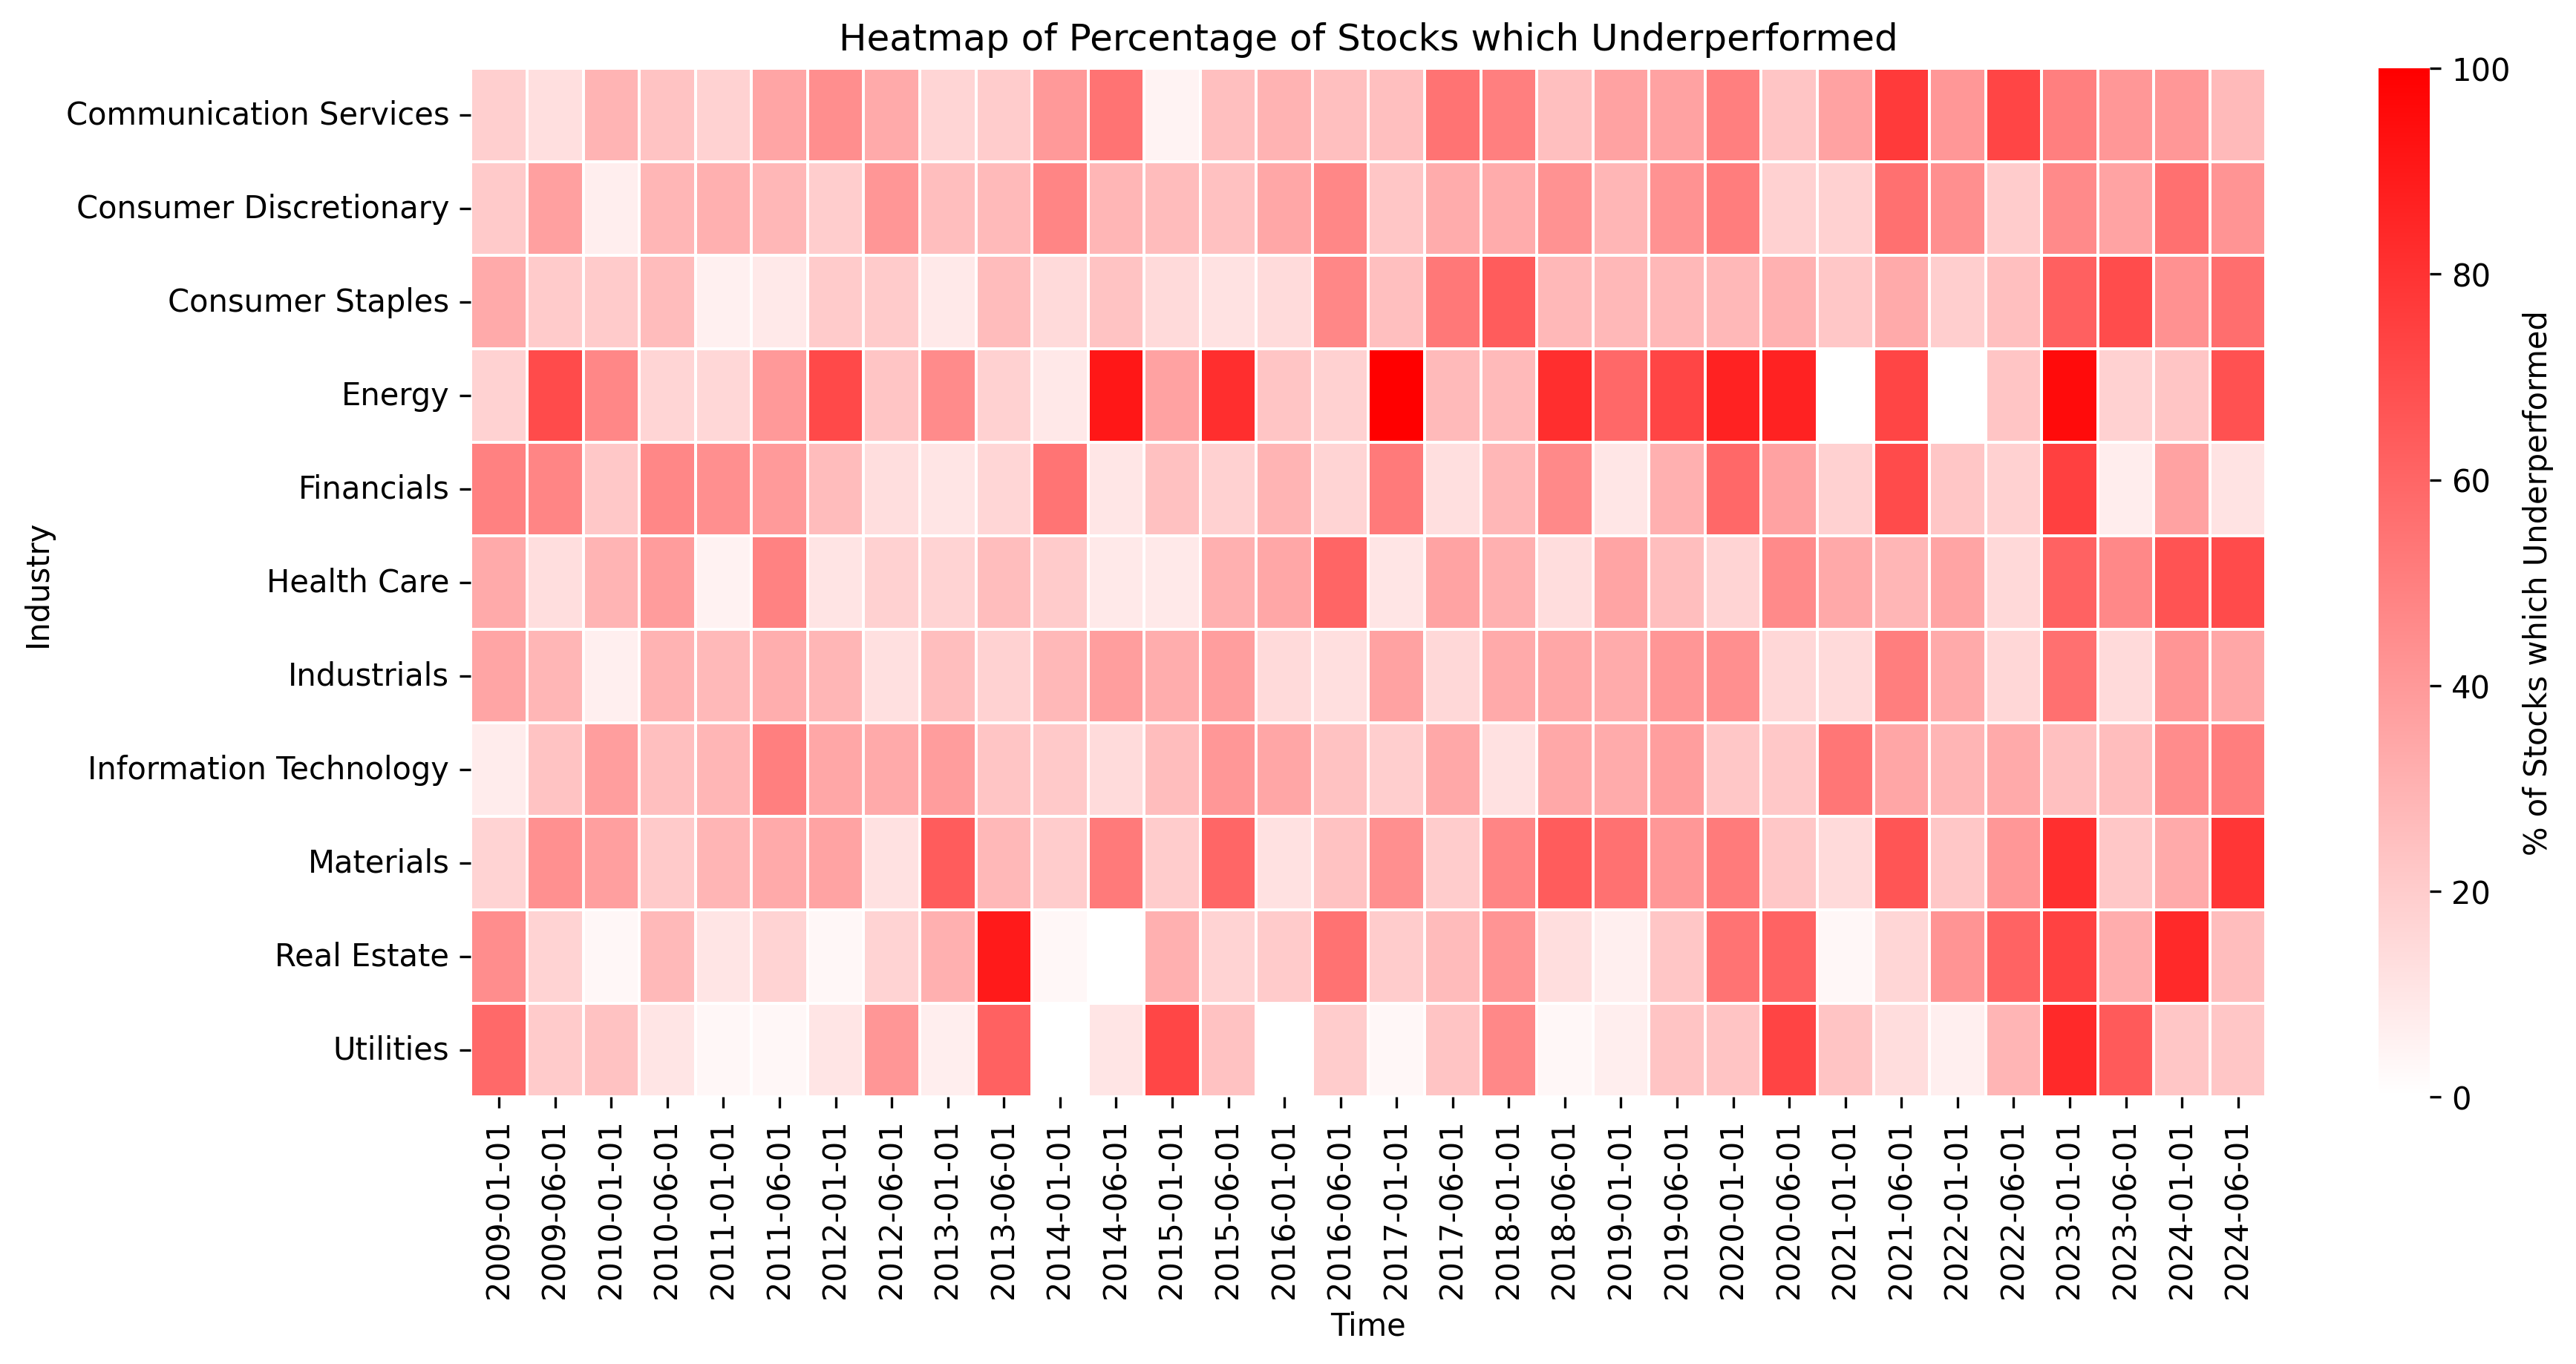 Heatmap of Percentage of Stocks which Underperformed
Industry
Communication Services
Consumer Discretionary
Consumer Staples
Energy
Financials
Health Care
Industrials
Information Technology
Materials
Real Estate
Utilities
2009-01-01
2009-06-01
2010-01-01
2010-06-01
2011-01-01
2011-06-01
2012-01-01
2012-06-01
2013-01-01
2013-06-01
2014-01-01
2014-06-01
2015-01-01
2015-06-01
2016-01-01
2016-06-01
2017-01-01
2017-06-01
2018-01-01
2018-06-01
2019-01-01
2019-06-01
2020-01-01
2020-06-01
2021-01-01
2021-06-01
2022-01-01
2022-06-01
2023-01-01
2023-06-01
2024-01-01
2024-06-01
Time
100
80
60
40
20
0
% of Stocks which Underperformed